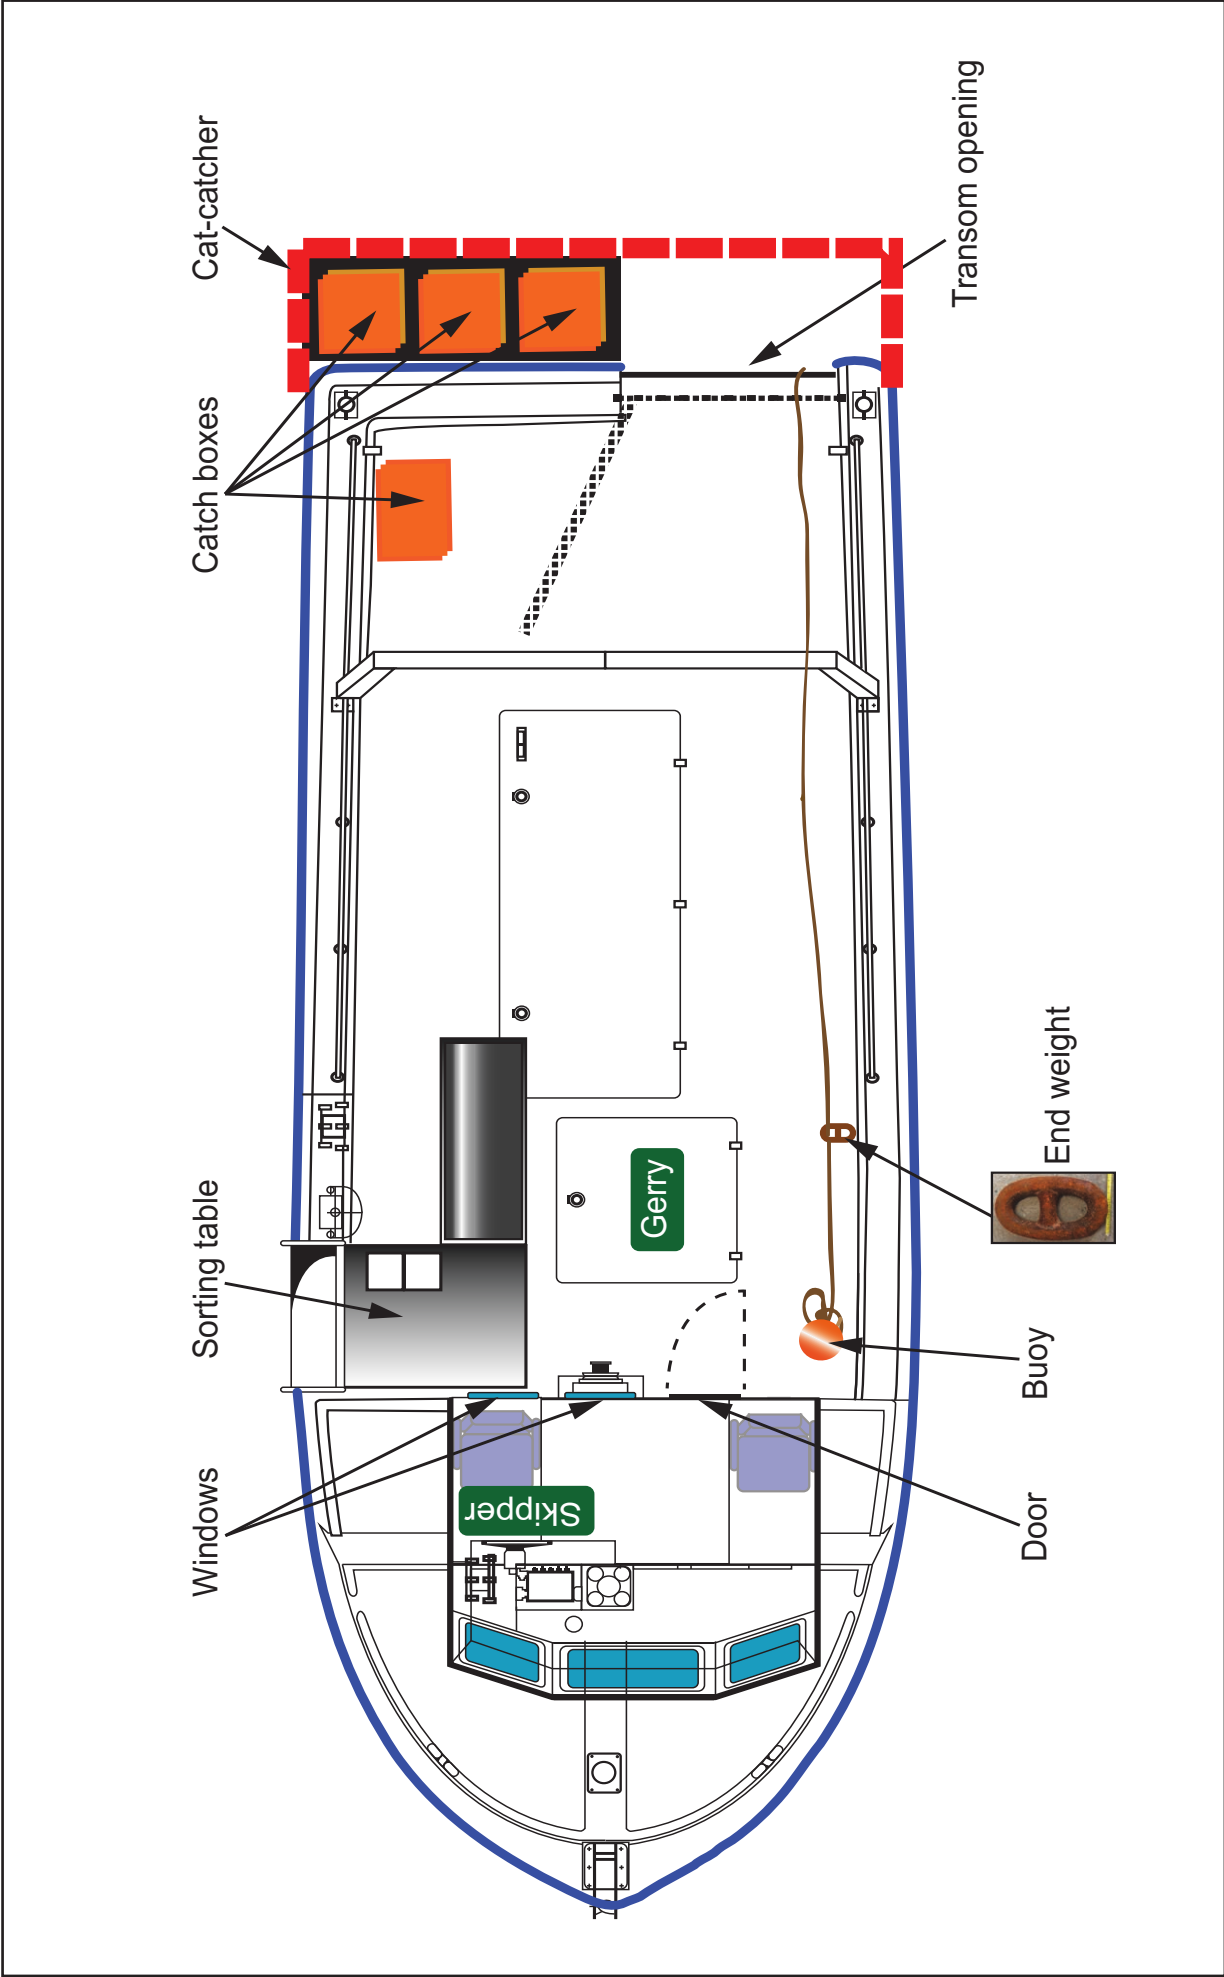 Cat-catcher
Catch boxes
Sorting table
Windows
Transom opening
End weight
Buoy
Door
Gerry
Skipper